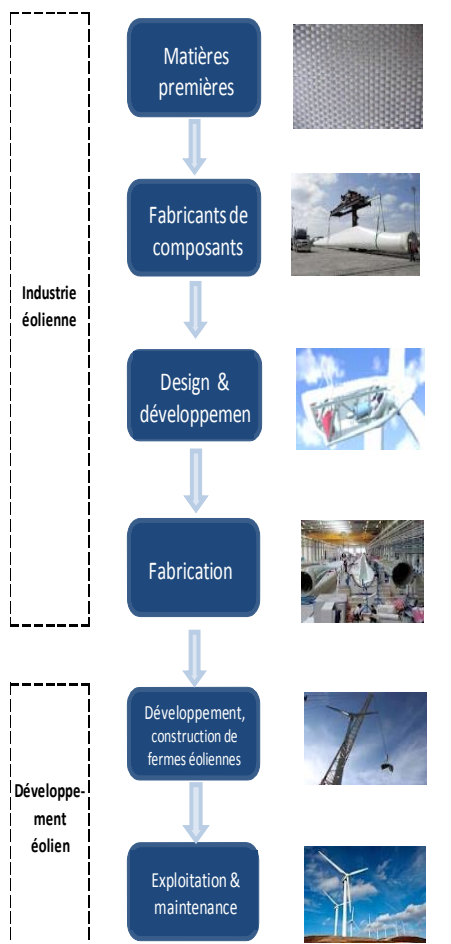 Matières
premières
Fabricants de
composants
Industrie
éolienne
Design &
développemen
Fabrication
Développement,
construction de
fermes éoliennes
Développe-
ment
éolien
Exploitation &
maintenance